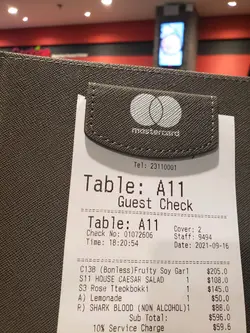 mastercard
Tel: 23110001
Table: A11
Guest Check
Table: A11
Cover: 2
Check No: 01072606
Staff: 9494
Time: 18:20:54
Date: 2021-09-16
C138 (Bonless)Fruity Soy Gar1 $205.0
S11 HOUSE CAESAR SALAD 1 $108.0
S3 Rose Tteokbokki 1 $145.0
A) Lemonade 1 $50.0
R) SHARK BLOOD (NON ALCOHOL) 1 $88.0
Sub Total: $596.0
10% Service Charge $59.6